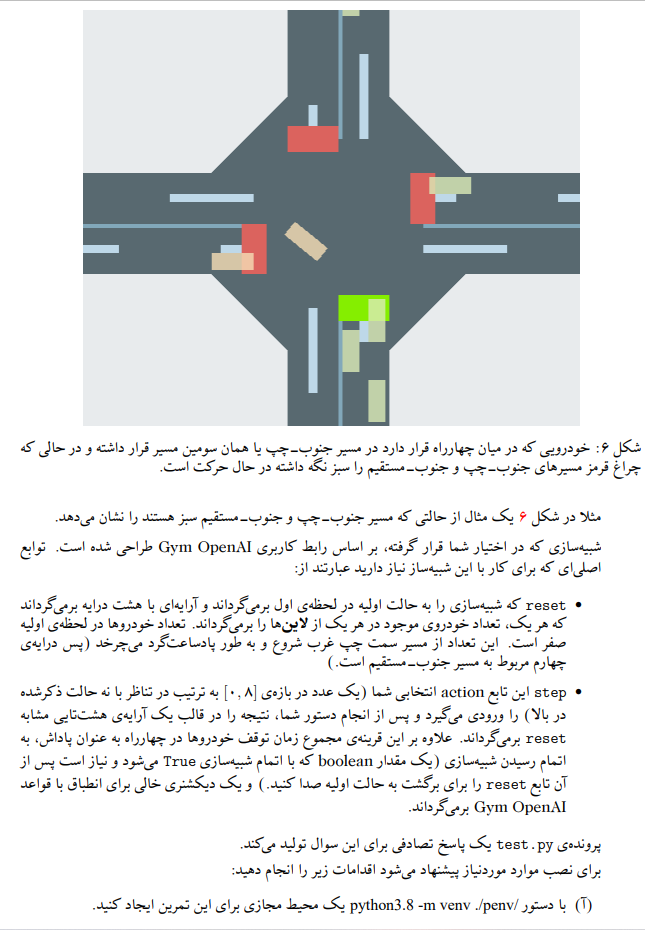 شکل ۶: خودرویی که در میان چهارراه قرار دارد در مسیر جنوب-چپ یا همان سومین مسیر قرار داشته و در حالی که
چراغ قرمز مسیرهای جنوب-چپ و جنوب-مستقیم را سبز نگه داشته در حال حرکت است.
مثلا در شکل ۶ یک مثال از حالتی که مسیر جنوب-چپ و جنوب-مستقیم سبز هستند را نشان می‌دهد.
شبیه‌سازی که در اختیار شما قرار گرفته، بر اساس رابط کاربری Gym OpenAI طراحی شده است. توابع
اصلی‌ای که برای کار با این شبیه‌ساز نیاز دارید عبارتند از:
• reset که شبیه‌سازی را به حالت اولیه در لحظه‌ی اول برمی‌گرداند و آرایه‌ای با هشت درایه برمی‌گرداند
که هر یک، تعداد خودروی موجود در هر یک از لاین‌ها را برمی‌گرداند. تعداد خودروها در لحظه‌ی اولیه
صفر است. این تعداد از مسیر سمت چپ غرب شروع و به طور پادساعت‌گرد می‌چرخد (پس درایه‌ی
چهارم مربوط به مسیر جنوب-مستقیم است.)
• step این تابع action انتخابی شما (یک عدد در بازه‌ی [۰,۸] به ترتیب در تناظر با نه حالت ذکرشده
در بالا) را ورودی می‌گیرد و پس از انجام دستور شما، نتیجه را در قالب یک آرایه‌ی هشت‌تایی مشابه
reset برمی‌گرداند. علاوه بر این قرینه‌ی مجموع زمان توقف خودروها در چهارراه به عنوان پاداش، به
اتمام رسیدن شبیه‌سازی (یک مقدار boolean که با اتمام شبیه‌سازی True می‌شود و نیاز است پس از
آن تابع reset را برای برگشت به حالت اولیه صدا کنید.) و یک دیکشنری خالی برای انطباق با قواعد
Gym OpenAI برمی‌گرداند.
پرونده‌ی test.py یک پاسخ تصادفی برای این سوال تولید می‌کند.
برای نصب موارد موردنیاز پیشنهاد می‌شود اقدامات زیر را انجام دهید:
(آ) با دستور python3.8 -m venv ./penv/ یک محیط مجازی برای این تمرین ایجاد کنید.